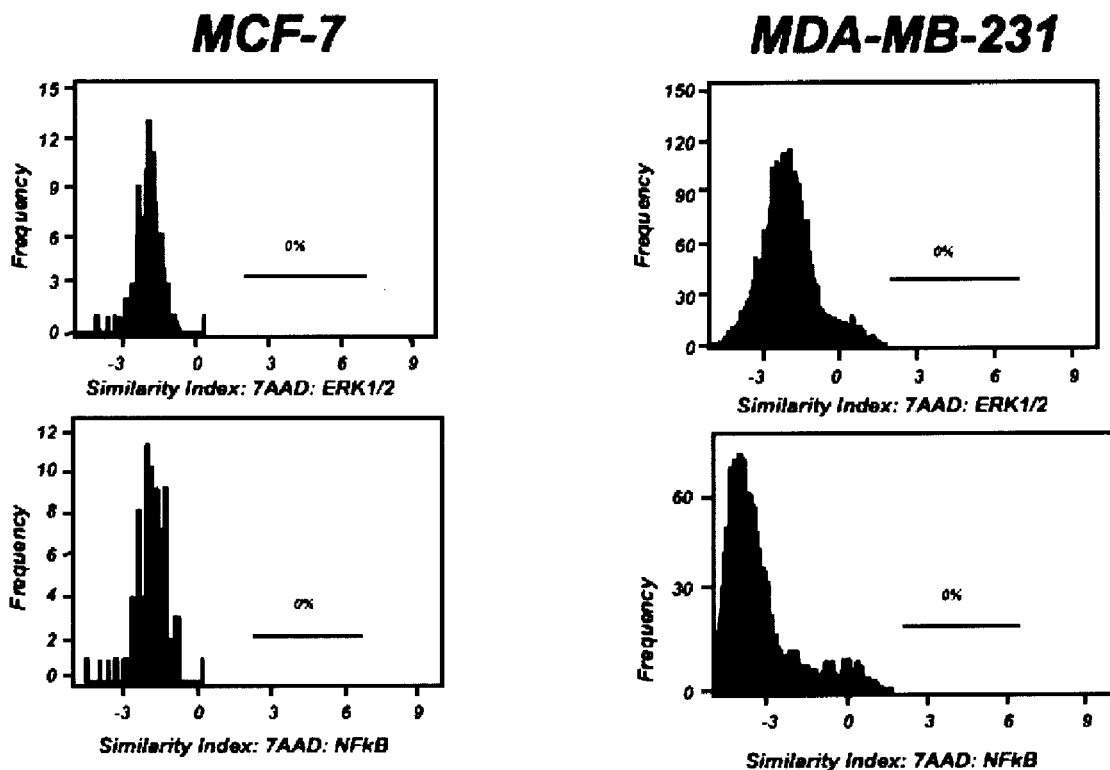 MCF-7
MDA-MB-231
15
12
9
6
3
0
Frequency
0%
-3 0 3 6 9
Similarity Index: 7AAD: ERK1/2
150
120
90
60
30
0
Frequency
0%
-3 0 3 6 9
Similarity Index: 7AAD: ERK1/2
12
10
8
6
4
2
0
Frequency
0%
-3 0 3 6 9
Similarity Index: 7AAD: NFkB
60
30
0
Frequency
0%
-3 0 3 6 9
Similarity Index: 7AAD: NFkB